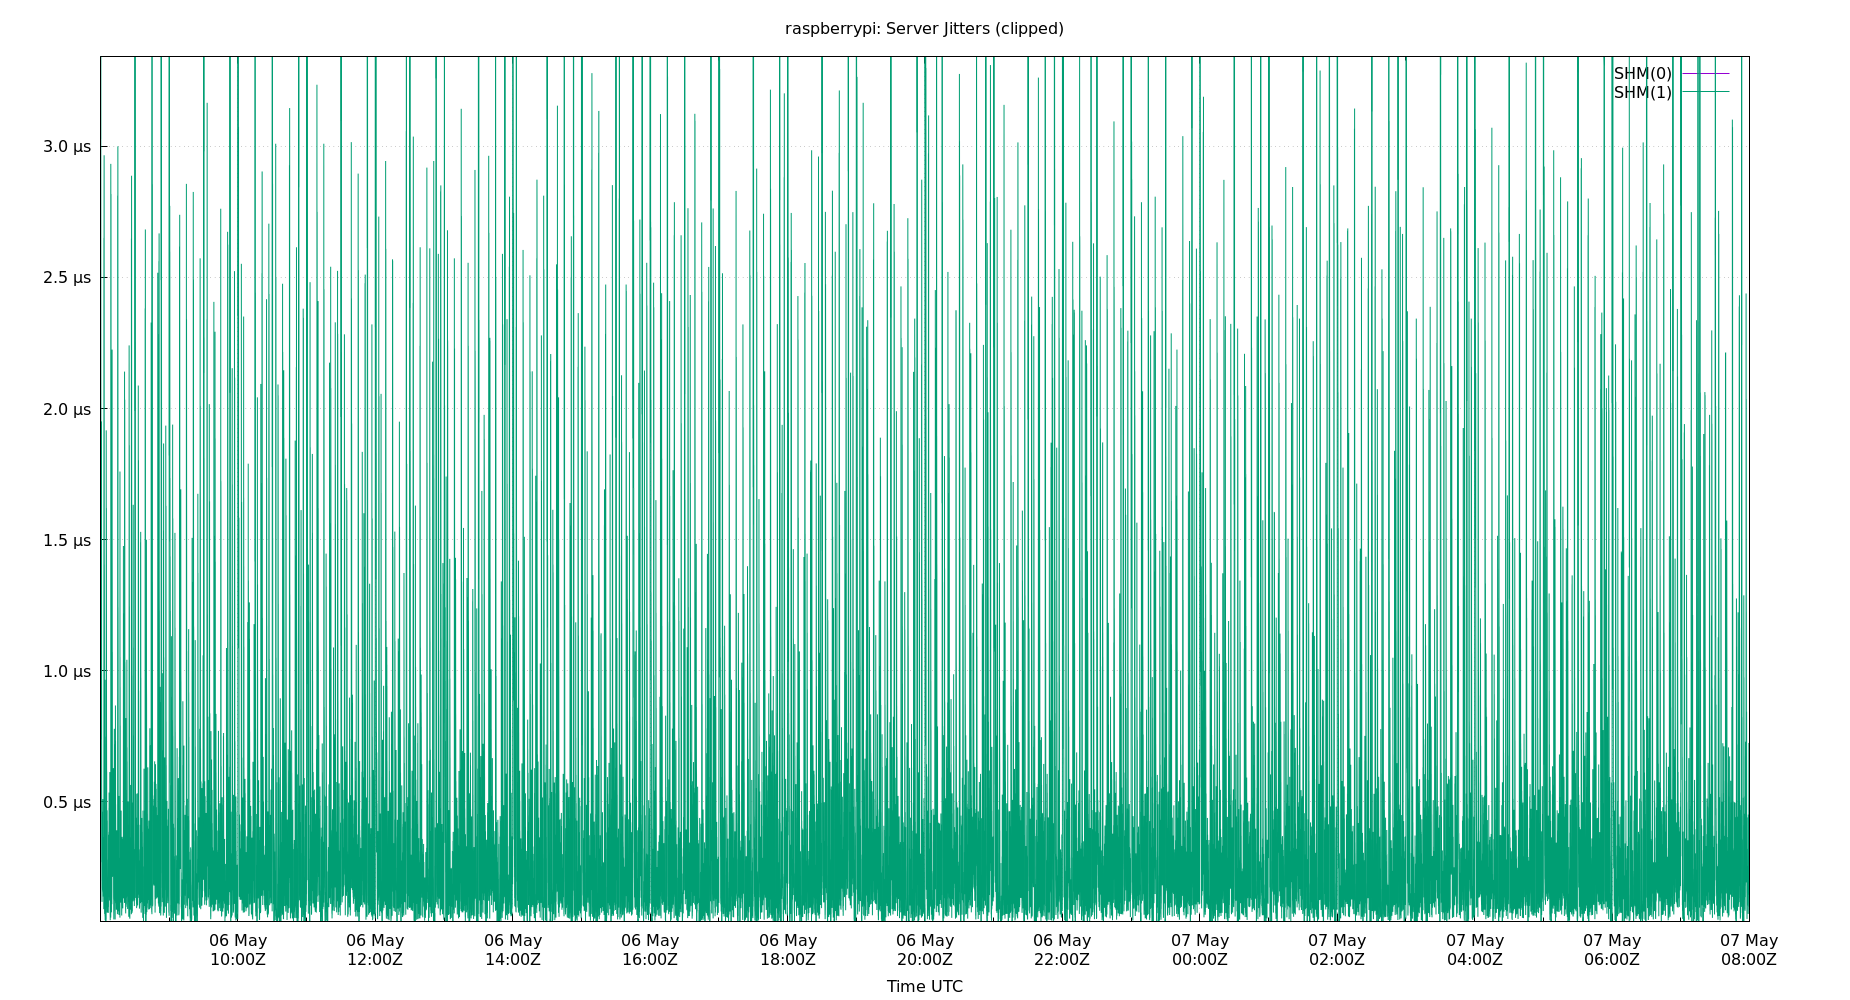 raspberrypi: Server Jitters (clipped)
SHM(0)
SHM(1)
3.0 µs
2.5 µs
2.0 µs
1.5 µs
1.0 µs
0.5 µs
06 May 06 May 06 May 06 May 06 May 06 May 06 May 07 May 07 May 07 May 07 May 07 May
10:00Z 12:00Z 14:00Z 16:00Z 18:00Z 20:00Z 22:00Z 00:00Z 02:00Z 04:00Z 06:00Z 08:00Z
Time UTC